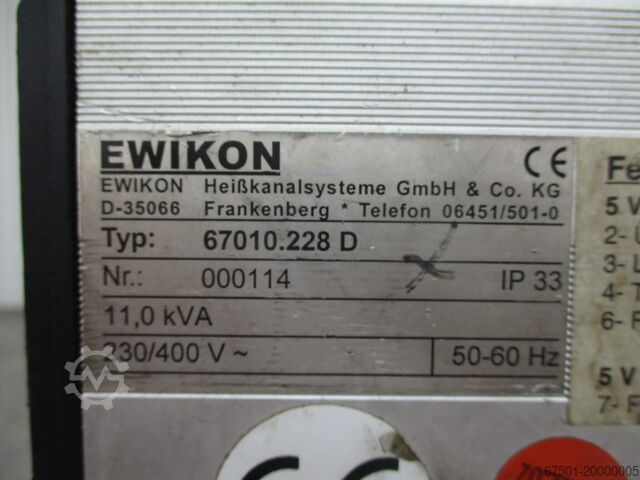 EWIKON
EWIKON Heißkanalsysteme GmbH & Co. KG
D-35066 Frankenberg * Telefon 06451/501-0
Typ: 67010.228 D
Nr.: 000114 IP 33
11,0 kVA
230/400 V ~ 50-60 Hz
CE
Fe
5 V
2- U
3- L
4- T
6- F
5 V
7- F
CE
67501-20000005